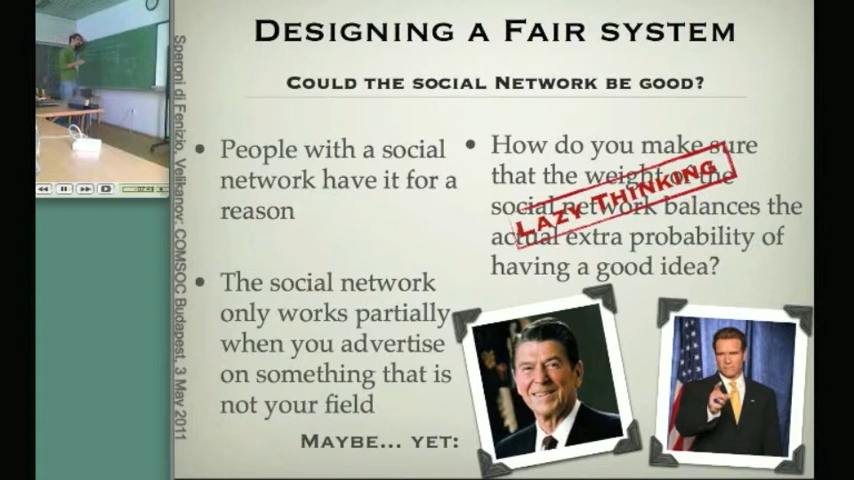 DESIGNING A FAIR SYSTEM
COULD THE SOCIAL NETWORK BE GOOD?
• People with a social
network have it for a
reason
• The social network
only works partially
when you advertise
on something that is
not your field
• How do you make sure
that the weight of the
social network balances the
actual extra probability of
having a good idea?
LAZY THINKING
MAYBE... YET:
Speroni di Fenizio, Velikanov: COMSOC Budapest, 3 May 2011